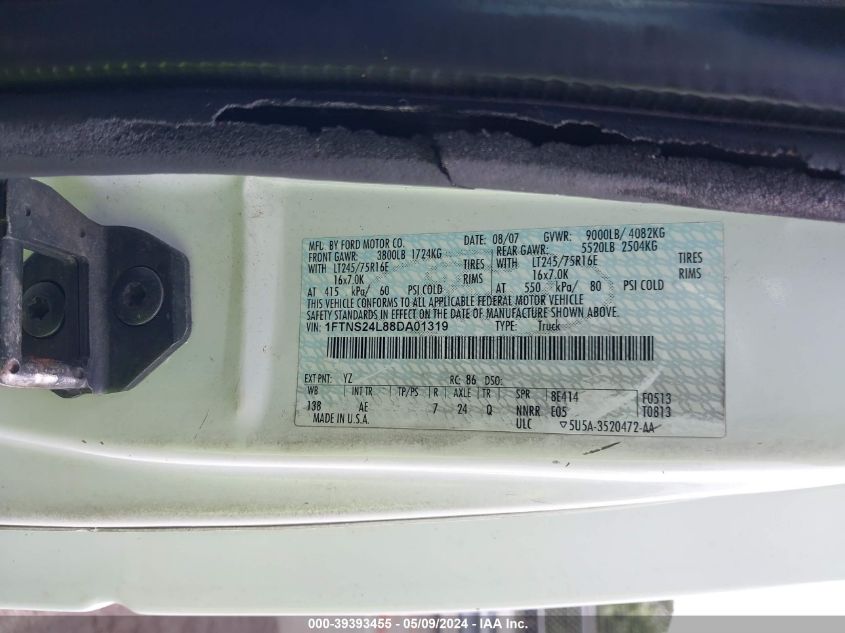 MFD. BY FORD MOTOR CO.
DATE: 08/07 GVWR: 9000LB/ 4082KG
FRONT GAWR: 3800LB 1724KG
REAR GAWR: 5520LB 2504KG
WITH LT245/75R16E TIRES
WITH LT245/75R16E TIRES
16x7.0K RIMS
16x7.0K RIMS
AT 415 kPa/ 60 PSI COLD
AT 550 kPa/ 80 PSI COLD
THIS VEHICLE CONFORMS TO ALL APPLICABLE FEDERAL MOTOR VEHICLE
SAFETY STANDARDS IN EFFECT ON THE DATE OF MANUFACTURE SHOWN ABOVE.
VIN: 1FTNS24L88DA01319 TYPE: Truck
EXT PNT: YZ RC: 86 DSO:
WB INT TR TP/PS R AXLE TR SPR 8E414 F0513
138 AE 7 24 Q NNRR E05 T0813
MADE IN U.S.A. ULC ▽5U5A-3520472-AA
000-39393455 - 05/09/2024 - IAA Inc.